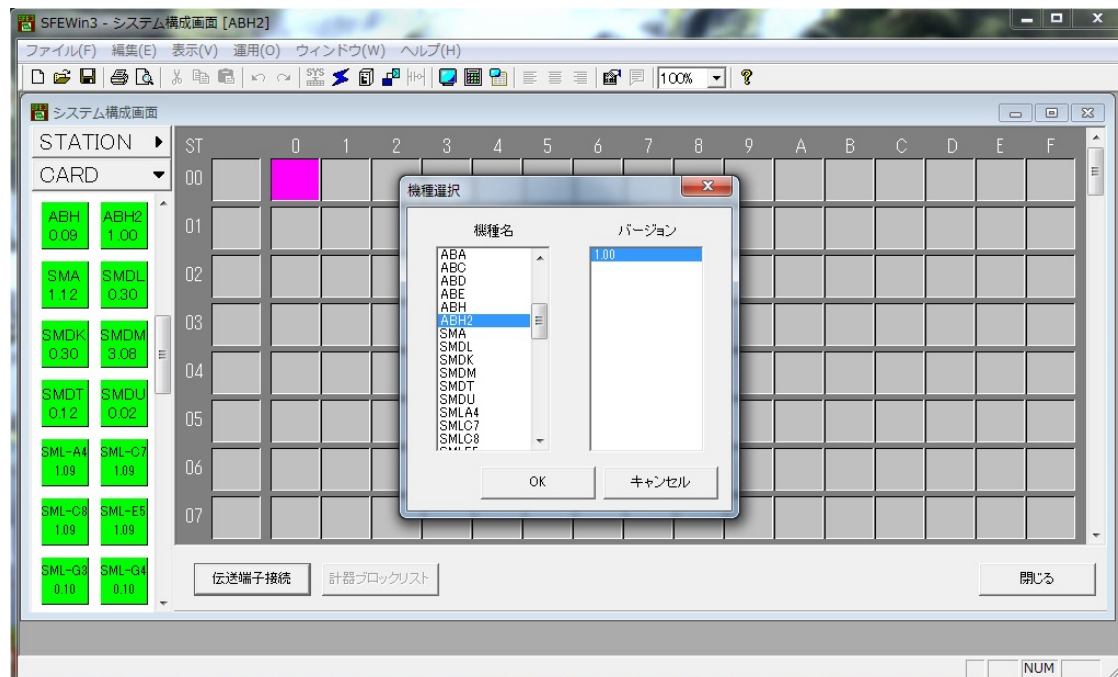 SFEWin3 - システム構成画面 [ABH2]
ファイル(F) 編集(E) 表示(V) 運用(O) ウィンドウ(W) ヘルプ(H)
SYS 100%
システム構成画面
STATION
CARD
ST 0 1 2 3 4 5 6 7 8 9 A B C D E F
00
01
02
03
04
05
06
07
ABH 0.09
ABH2 1.00
SMA 1.12
SMDL 0.30
SMDK 0.30
SMDM 3.08
SMDT 0.12
SMDU 0.02
SML-A4 1.09
SML-C7 1.09
SML-C8 1.09
SML-E5 1.09
SML-G3 0.10
SML-G4 0.10
機種選択
機種名
ABA
ABC
ABD
ABE
ABH
ABH2
SMA
SMDL
SMDK
SMDM
SMDT
SMDU
SMLA4
SMLC7
SMLC8
バージョン
1.00
OK
キャンセル
伝送端子接続
計器ブロックリスト
閉じる
NUM